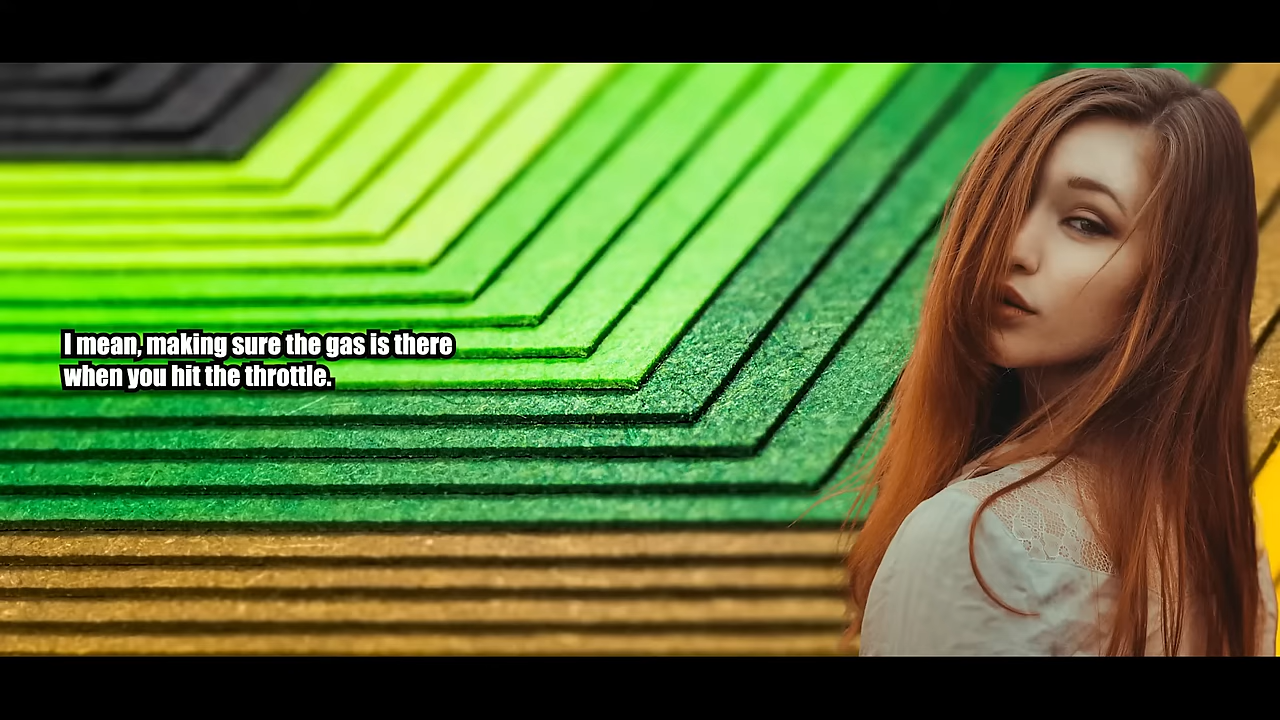 I mean, making sure the gas is there
when you hit the throttle.